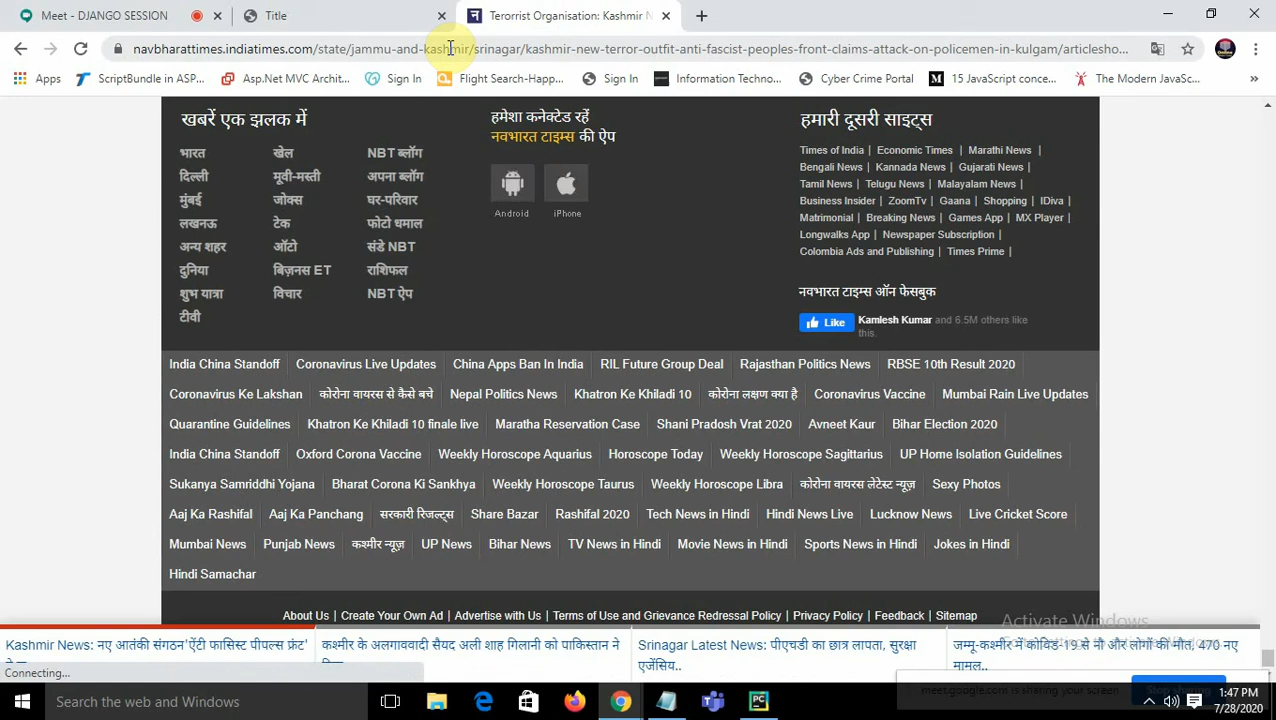 Meet - DJANGO SESSION
Title
Terorrist Organisation: Kashmir N
navbharattimes.indiatimes.com/state/jammu-and-kashmir/srinagar/kashmir-new-terror-outfit-anti-fascist-peoples-front-claims-attack-on-policemen-in-kulgam/articlesho...
Apps ScriptBundle in ASP... Asp.Net MVC Archit... Sign In Flight Search-Happ... Sign In Information Techno... Cyber Crime Portal 15 JavaScript conce... The Modern JavaSc... »
खबरें एक झलक में
भारत खेल NBT ब्लॉग
दिल्ली मूवी-मस्ती अपना ब्लॉग
मुंबई जोक्स घर-परिवार
लखनऊ टेक फोटो धमाल
अन्य शहर ऑटो संडे NBT
दुनिया बिज़नस ET राशिफल
शुभ यात्रा विचार NBT ऐप
टीवी
हमेशा कनेक्टेड रहें
नवभारत टाइम्स की ऐप
Android iPhone
हमारी दूसरी साइट्स
Times of India | Economic Times | Marathi News |
Bengali News | Kannada News | Gujarati News |
Tamil News | Telugu News | Malayalam News |
Business Insider | ZoomTv | Gaana | Shopping | IDiva |
Matrimonial | Breaking News | Games App | MX Player |
Longwalks App | Newspaper Subscription |
Colombia Ads and Publishing | Times Prime |
नवभारत टाइम्स ऑन फेसबुक
Like Kamlesh Kumar and 6.5M others like
this.
India China Standoff Coronavirus Live Updates China Apps Ban In India RIL Future Group Deal Rajasthan Politics News RBSE 10th Result 2020
Coronavirus Ke Lakshan कोरोना वायरस से कैसे बचे Nepal Politics News Khatron Ke Khiladi 10 कोरोना लक्षण क्या है Coronavirus Vaccine Mumbai Rain Live Updates
Quarantine Guidelines Khatron Ke Khiladi 10 finale live Maratha Reservation Case Shani Pradosh Vrat 2020 Avneet Kaur Bihar Election 2020
India China Standoff Oxford Corona Vaccine Weekly Horoscope Aquarius Horoscope Today Weekly Horoscope Sagittarius UP Home Isolation Guidelines
Sukanya Samriddhi Yojana Bharat Corona Ki Sankhya Weekly Horoscope Taurus Weekly Horoscope Libra कोरोना वायरस लेटेस्ट न्यूज़ Sexy Photos
Aaj Ka Rashifal Aaj Ka Panchang सरकारी रिजल्ट्स Share Bazar Rashifal 2020 Tech News in Hindi Hindi News Live Lucknow News Live Cricket Score
Mumbai News Punjab News कश्मीर न्यूज़ UP News Bihar News TV News in Hindi Movie News in Hindi Sports News in Hindi Jokes in Hindi
Hindi Samachar
About Us | Create Your Own Ad | Advertise with Us | Terms of Use and Grievance Redressal Policy | Privacy Policy | Feedback | Sitemap
Activate Windows
Kashmir News: नए आतंकी संगठन 'ऐंटी फासिस्ट पीपल्स फ्रंट'
कश्मीर के अलगाववादी सैयद अली शाह गिलानी को पाकिस्तान ने
Srinagar Latest News: पीएचडी का छात्र लापता, सुरक्षा
एजेंसिय..
जम्मू-कश्मीर में कोविड-19 से नौ और लोगों की मौत, 470 नए
मामल..
Connecting...
meet.google.com is sharing your screen. Stop sharing
Search the web and Windows
1:47 PM
7/28/2020